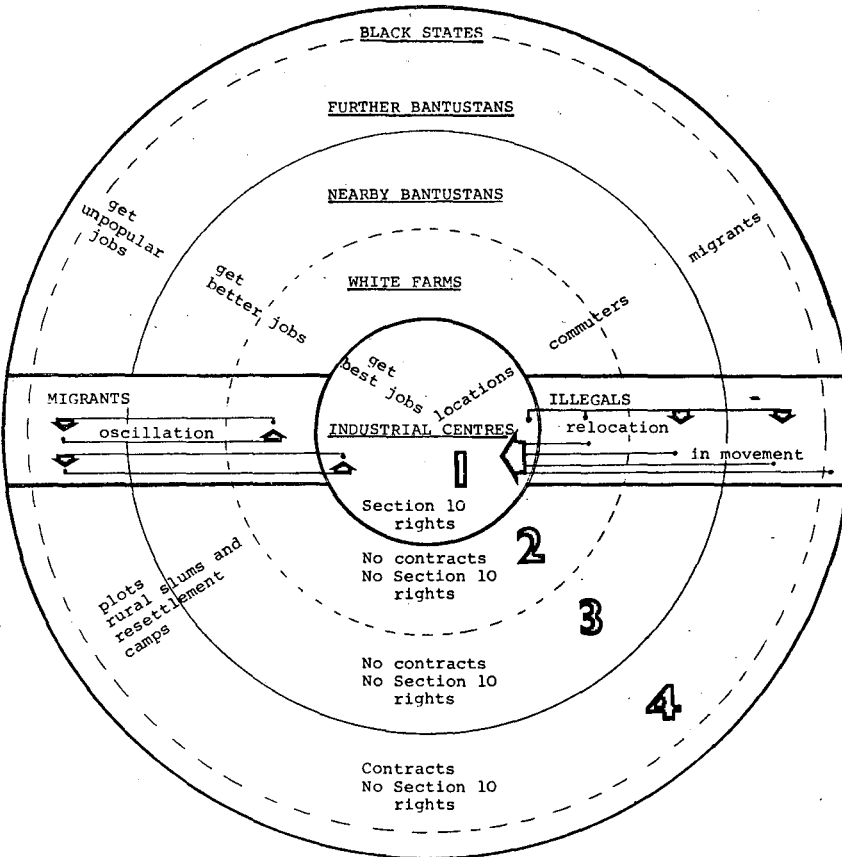 BLACK STATES
FURTHER BANTUSTANS
NEARBY BANTUSTANS
get
unpopular
jobs
migrants
get
better jobs
WHITE FARMS
commuters
get
best jobs
locations
MIGRANTS
oscillation
INDUSTRIAL CENTRES
ILLEGALS
relocation
in movement
1
Section 10
rights
2
No contracts
No Section 10
rights
plots
rural slums and
resettlement
camps
3
No contracts
No Section 10
rights
4
Contracts
No Section 10
rights